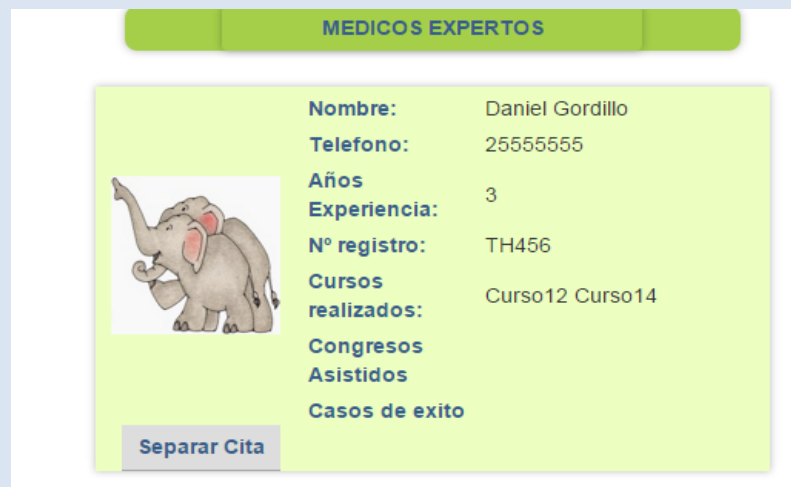 MEDICOS EXPERTOS
Nombre: Daniel Gordillo
Telefono: 25555555
Años
Experiencia: 3
Nº registro: TH456
Cursos
realizados: Curso12 Curso14
Congresos
Asistidos
Casos de exito
Separar Cita